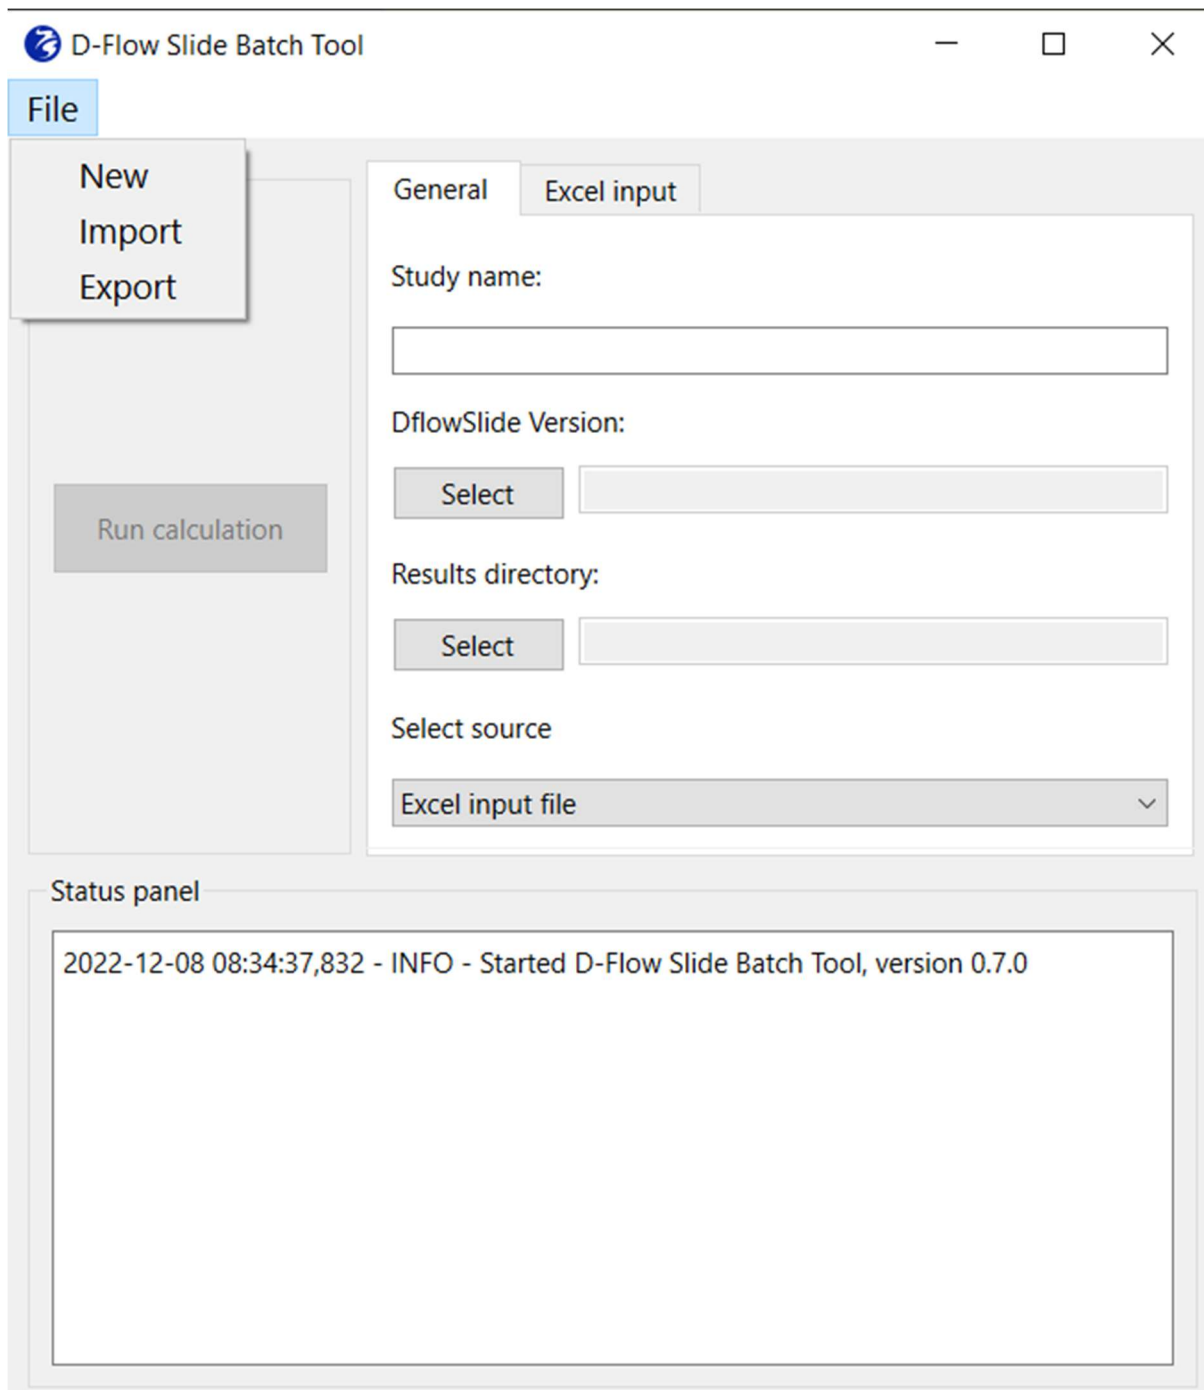 D-Flow Slide Batch Tool
File
New
Import
Export
General
Excel input
Study name:
DflowSlide Version:
Select
Results directory:
Select
Select source
Excel input file
Run calculation
Status panel
2022-12-08 08:34:37,832 - INFO - Started D-Flow Slide Batch Tool, version 0.7.0